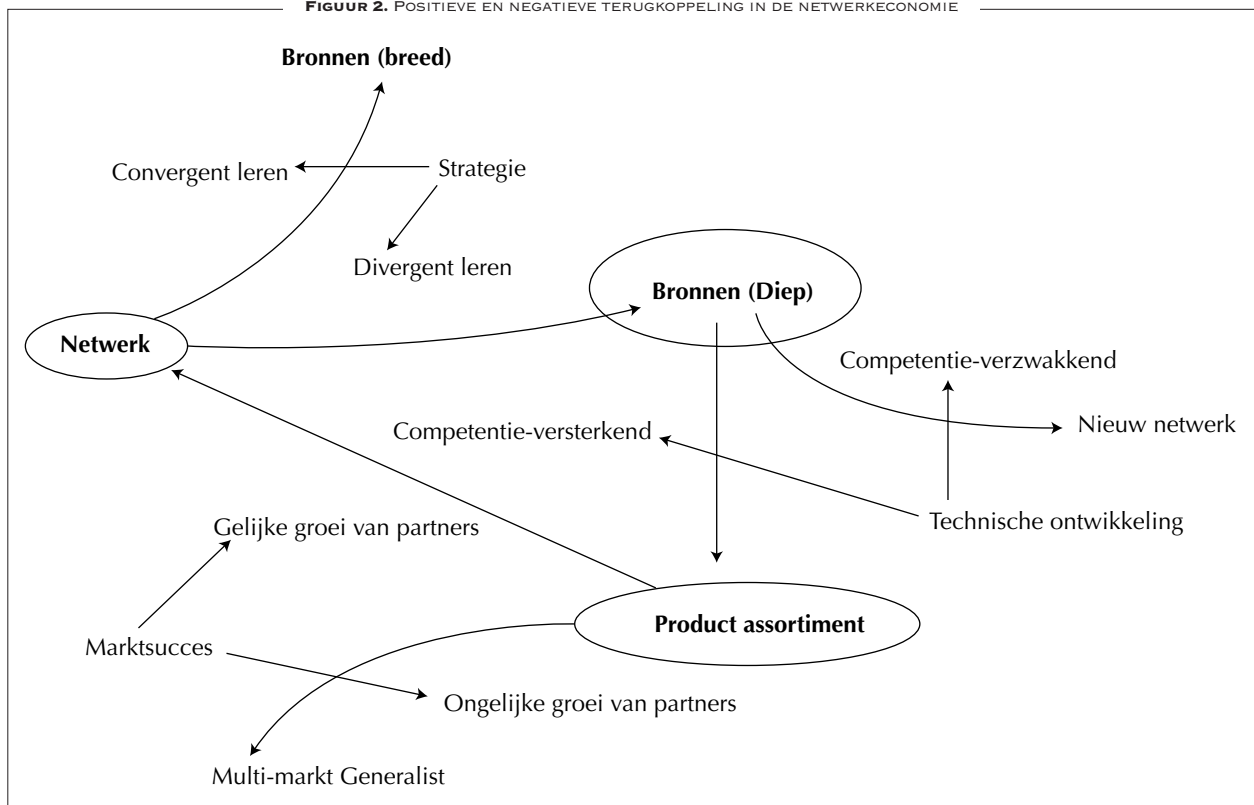 FIGUUR 2. POSITIEVE EN NEGATIEVE TERUGKOPPELING IN DE NETWERKECONOMIE
Bronnen (breed)
Convergent leren
Strategie
Divergent leren
Bronnen (Diep)
Netwerk
Competentie-verzwakkend
Competentie-versterkend
Nieuw netwerk
Gelijke groei van partners
Technische ontwikkeling
Marktsucces
Product assortiment
Ongelijke groei van partners
Multi-markt Generalist